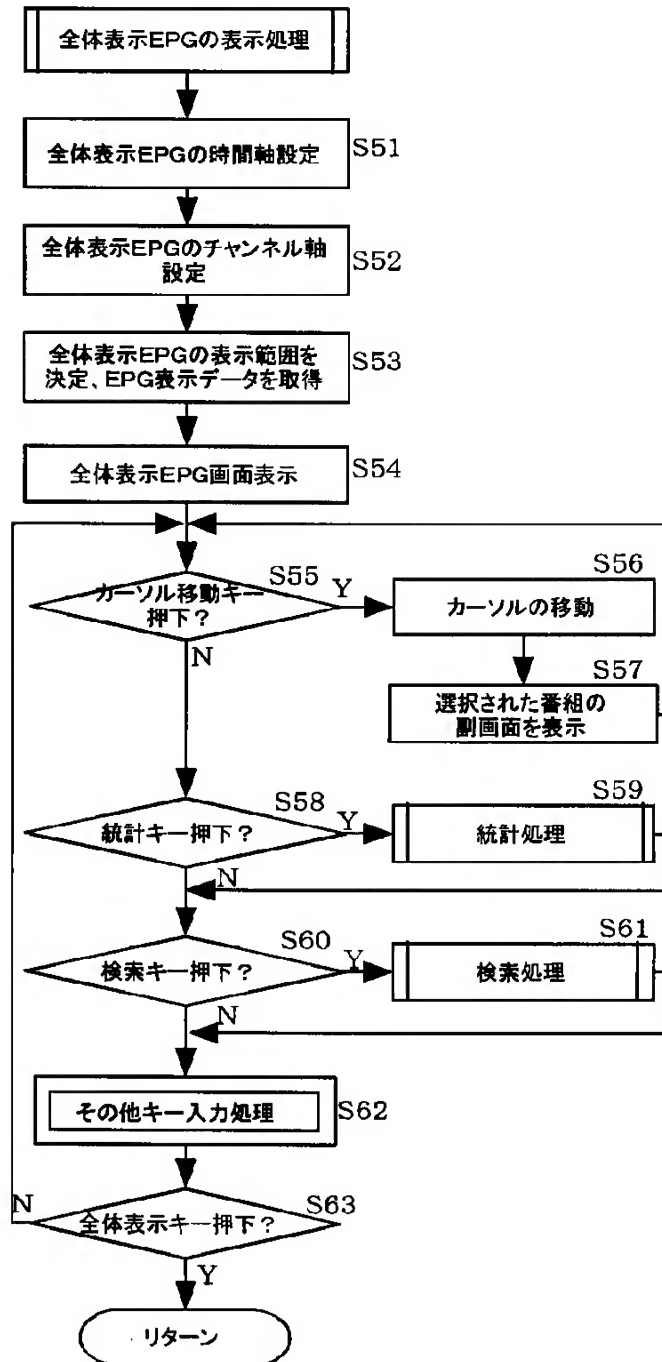 全体表示EPGの表示処理
全体表示EPGの時間軸設定
S51
全体表示EPGのチャンネル軸
設定
S52
全体表示EPGの表示範囲を
決定、EPG表示データを取得
S53
全体表示EPG画面表示
S54
カーソル移動キー
押下？
S55
Y
N
カーソルの移動
S56
選択された番組の
副画面を表示
S57
統計キー押下？
S58
Y
N
統計処理
S59
検索キー押下？
S60
Y
N
検索処理
S61
その他キー入力処理
S62
全体表示キー押下？
S63
N
Y
リターン